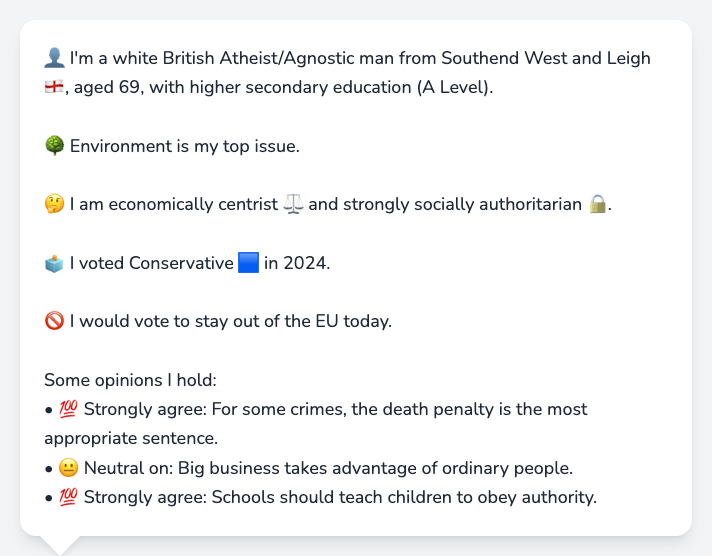 👤 I'm a white British Atheist/Agnostic man from Southend West and Leigh
🏴󠁧󠁢󠁥󠁮󠁧󠁿, aged 69, with higher secondary education (A Level).
🌳 Environment is my top issue.
🤔 I am economically centrist ⚖️ and strongly socially authoritarian 🔒.
🗳️ I voted Conservative 🟦 in 2024.
🚫 I would vote to stay out of the EU today.
Some opinions I hold:
• 💯 Strongly agree: For some crimes, the death penalty is the most
appropriate sentence.
• 😐 Neutral on: Big business takes advantage of ordinary people.
• 💯 Strongly agree: Schools should teach children to obey authority.